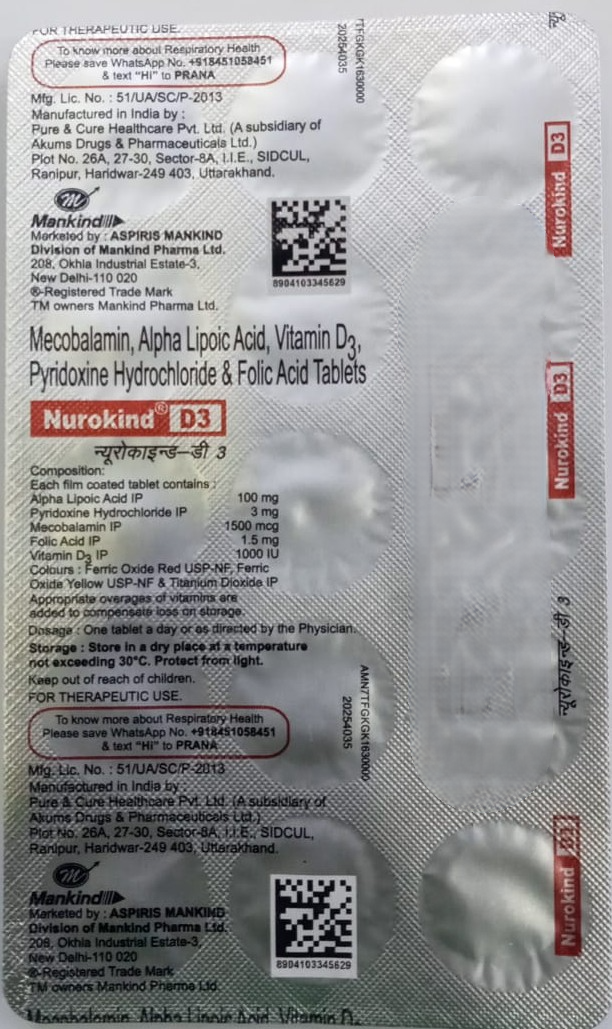 FOR THERAPEUTIC USE.
To know more about Respiratory Health
Please save WhatsApp No. +918451058451
& text "Hi" to PRANA
Mfg. Lic. No. : 51/UA/SC/P-2013
Manufactured in India by :
Pure & Cure Healthcare Pvt. Ltd. (A subsidiary of
Akums Drugs & Pharmaceuticals Ltd.)
Plot No. 26A, 27-30, Sector-8A, I.I.E., SIDCUL,
Ranipur, Haridwar-249 403, Uttarakhand.
Mankind
Marketed by : ASPIRIS MANKIND
Division of Mankind Pharma Ltd.
208, Okhla Industrial Estate-3,
New Delhi-110 020
®-Registered Trade Mark
TM owners Mankind Pharma Ltd.
8904103345629
TFGKGK1630000
20254035
Mecobalamin, Alpha Lipoic Acid, Vitamin D3,
Pyridoxine Hydrochloride & Folic Acid Tablets
Nurokind® D3
न्यूरोकाइन्ड-डी 3
Composition:
Each film coated tablet contains :
Alpha Lipoic Acid IP 100 mg
Pyridoxine Hydrochloride IP 3 mg
Mecobalamin IP 1500 mcg
Folic Acid IP 1.5 mg
Vitamin D3 IP 1000 IU
Colours : Ferric Oxide Red USP-NF, Ferric
Oxide Yellow USP-NF & Titanium Dioxide IP
Appropriate overages of vitamins are
added to compensate loss on storage.
Dosage : One tablet a day or as directed by the Physician.
Storage : Store in a dry place at a temperature
not exceeding 30°C. Protect from light.
Keep out of reach of children.
FOR THERAPEUTIC USE.
To know more about Respiratory Health
Please save WhatsApp No. +918451058451
& text "Hi" to PRANA
AMN7TFGKGK1630000
20254035
Mfg. Lic. No. : 51/UA/SC/P-2013
Manufactured in India by :
Pure & Cure Healthcare Pvt. Ltd. (A subsidiary of
Akums Drugs & Pharmaceuticals Ltd.)
Plot No. 26A, 27-30, Sector-8A, I.I.E., SIDCUL,
Ranipur, Haridwar-249 403, Uttarakhand.
Mankind
Marketed by : ASPIRIS MANKIND
Division of Mankind Pharma Ltd.
208, Okhla Industrial Estate-3,
New Delhi-110 020
®-Registered Trade Mark
TM owners Mankind Pharma Ltd.
8904103345629
Mecobalamin, Alpha Lipoic Acid, Vitamin D3
न्यू
Nurokind D3
Nurokind D3
न्यूरोकाइन्ड-डी 3
Nurokind D3